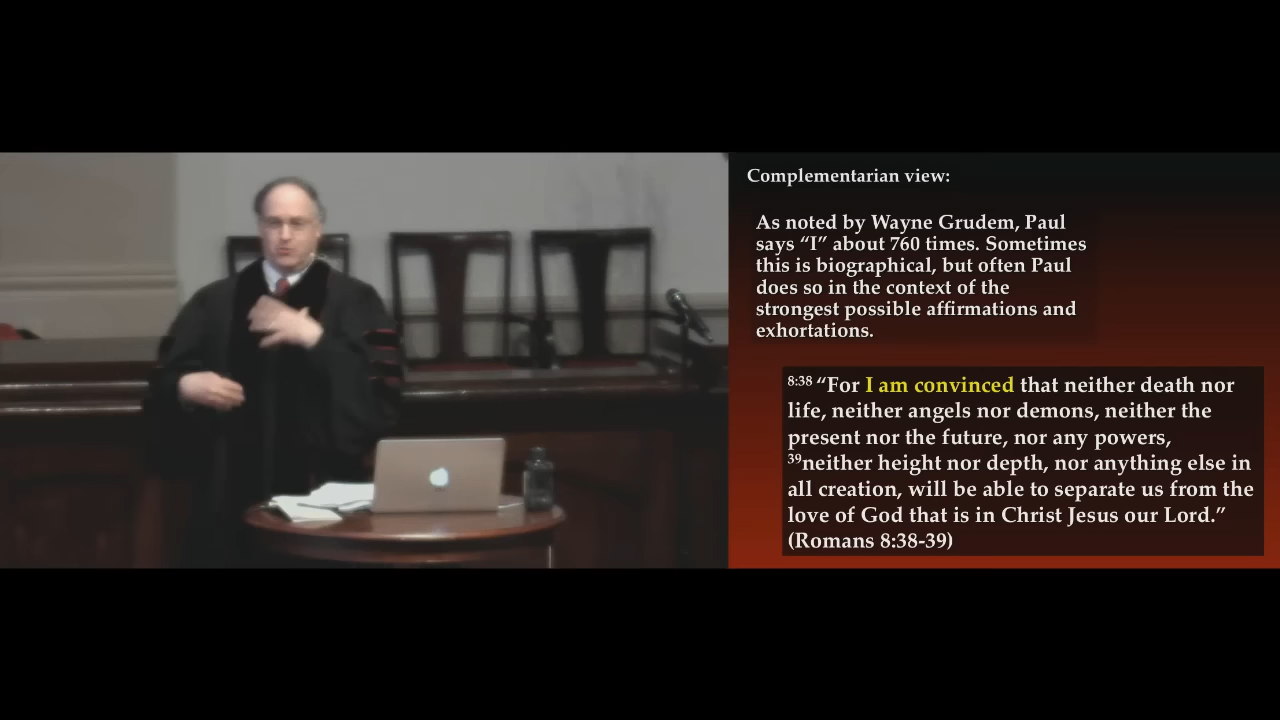 Complementarian view:
As noted by Wayne Grudem, Paul
says “I” about 760 times. Sometimes
this is biographical, but often Paul
does so in the context of the
strongest possible affirmations and
exhortations.
8:38 “For I am convinced that neither death nor
life, neither angels nor demons, neither the
present nor the future, nor any powers,
39neither height nor depth, nor anything else in
all creation, will be able to separate us from the
love of God that is in Christ Jesus our Lord.”
(Romans 8:38-39)